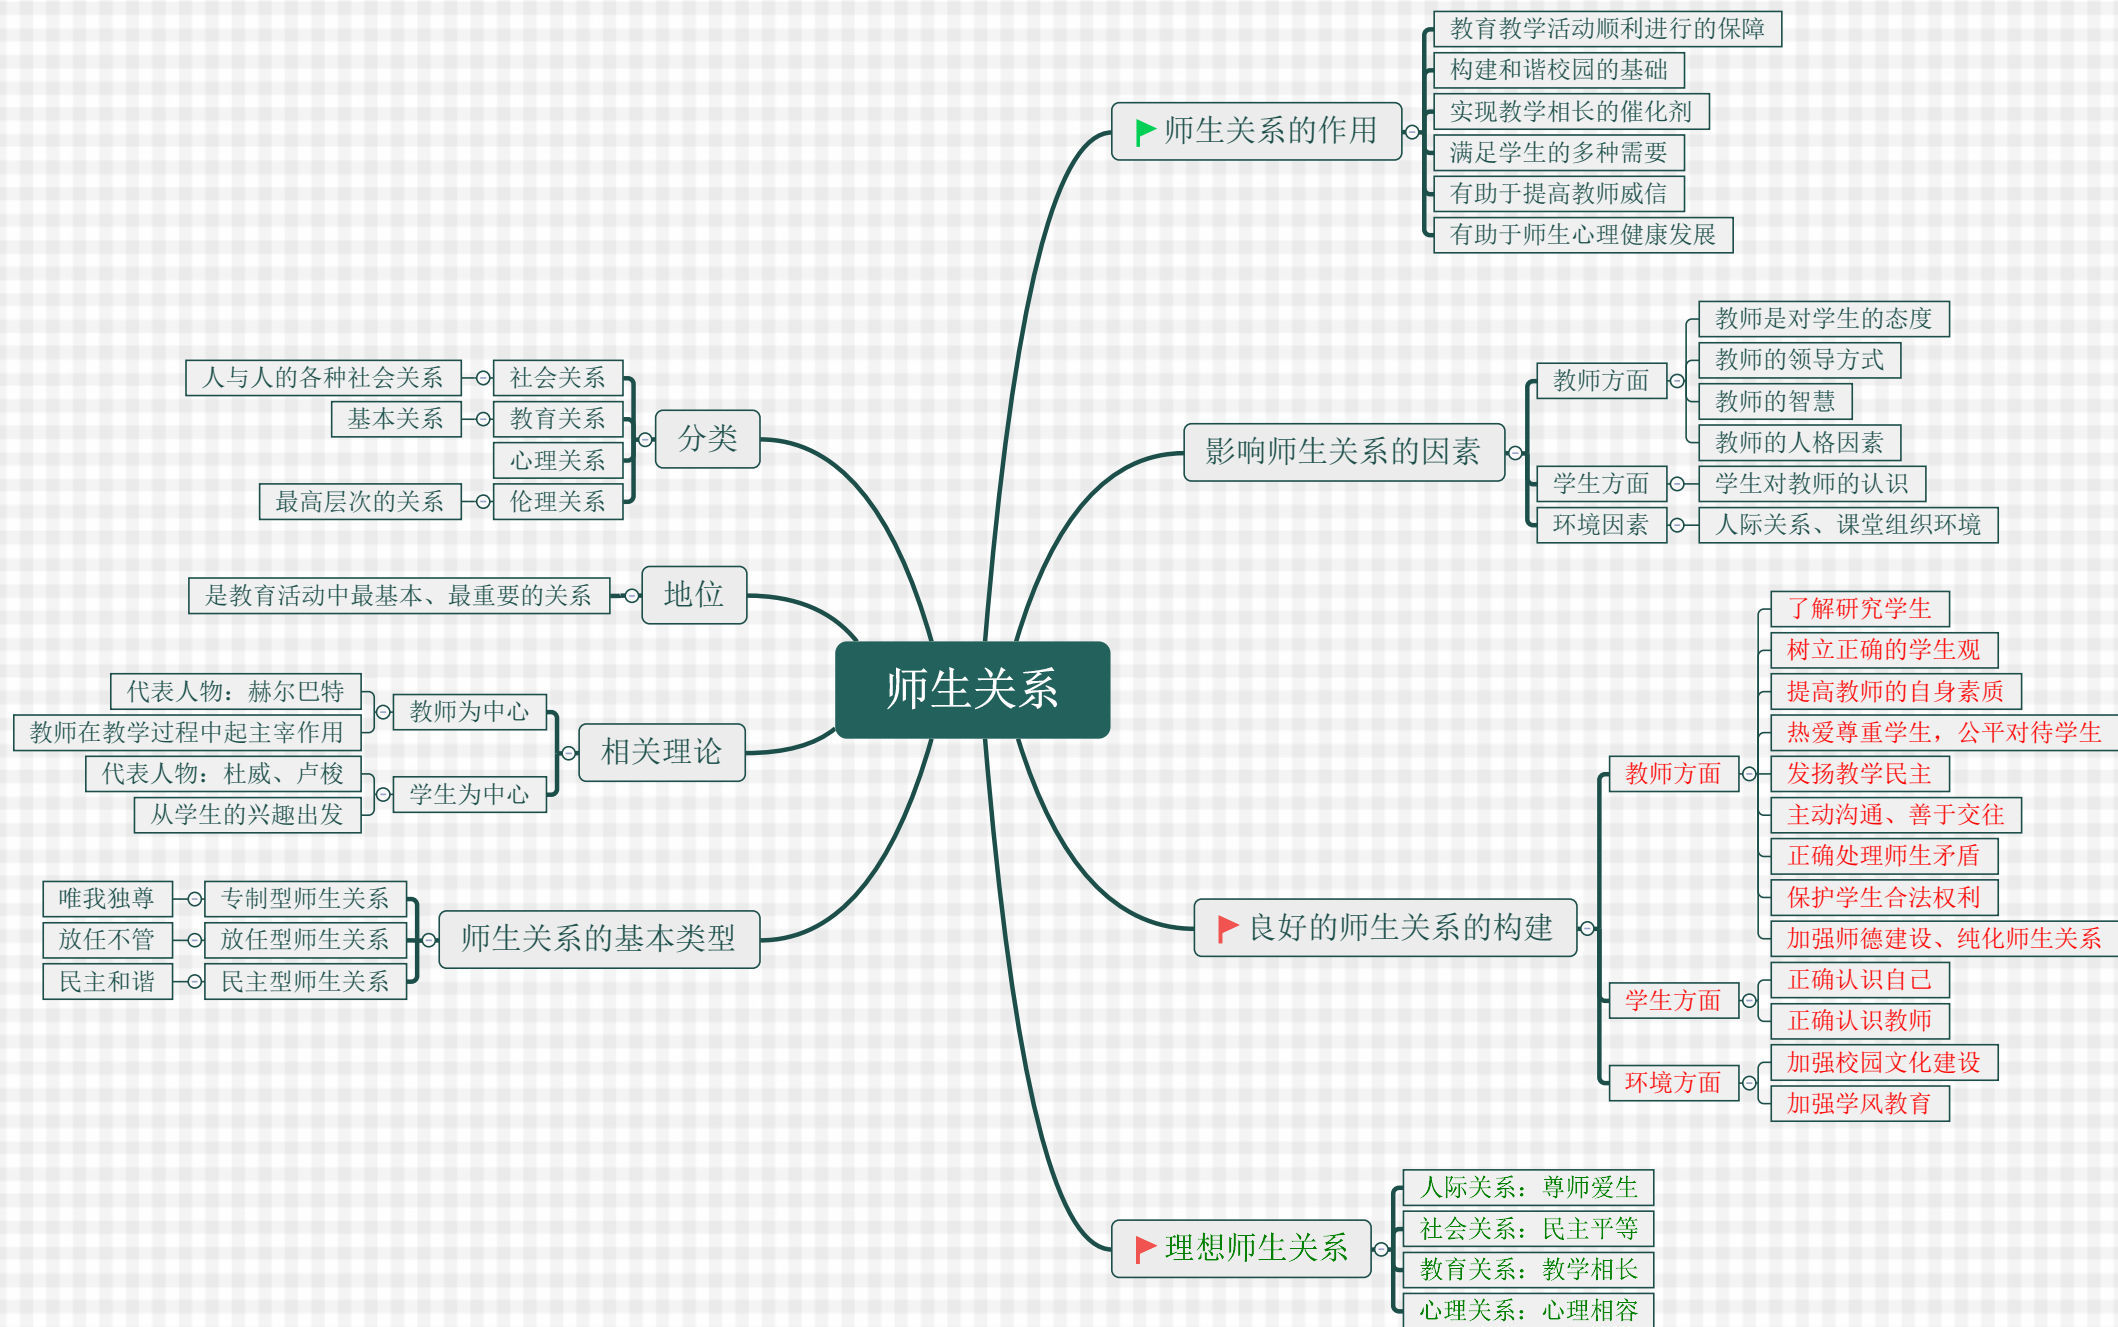 师生关系
师生关系的作用
教育教学活动顺利进行的保障
构建和谐校园的基础
实现教学相长的催化剂
满足学生的多种需要
有助于提高教师威信
有助于师生心理健康发展
影响师生关系的因素
教师方面
教师是对学生的态度
教师的领导方式
教师的智慧
教师的人格因素
学生方面
学生对教师的认识
环境因素
人际关系、课堂组织环境
良好的师生关系的构建
教师方面
了解研究学生
树立正确的学生观
提高教师的自身素质
热爱尊重学生，公平对待学生
发扬教学民主
主动沟通、善于交往
正确处理师生矛盾
保护学生合法权利
加强师德建设、纯化师生关系
学生方面
正确认识自己
正确认识教师
环境方面
加强校园文化建设
加强学风教育
理想师生关系
人际关系：尊师爱生
社会关系：民主平等
教育关系：教学相长
心理关系：心理相容
分类
社会关系
人与人的各种社会关系
教育关系
基本关系
心理关系
伦理关系
最高层次的关系
地位
是教育活动中最基本、最重要的关系
相关理论
教师为中心
代表人物：赫尔巴特
教师在教学过程中起主宰作用
学生为中心
代表人物：杜威、卢梭
从学生的兴趣出发
师生关系的基本类型
专制型师生关系
唯我独尊
放任型师生关系
放任不管
民主型师生关系
民主和谐